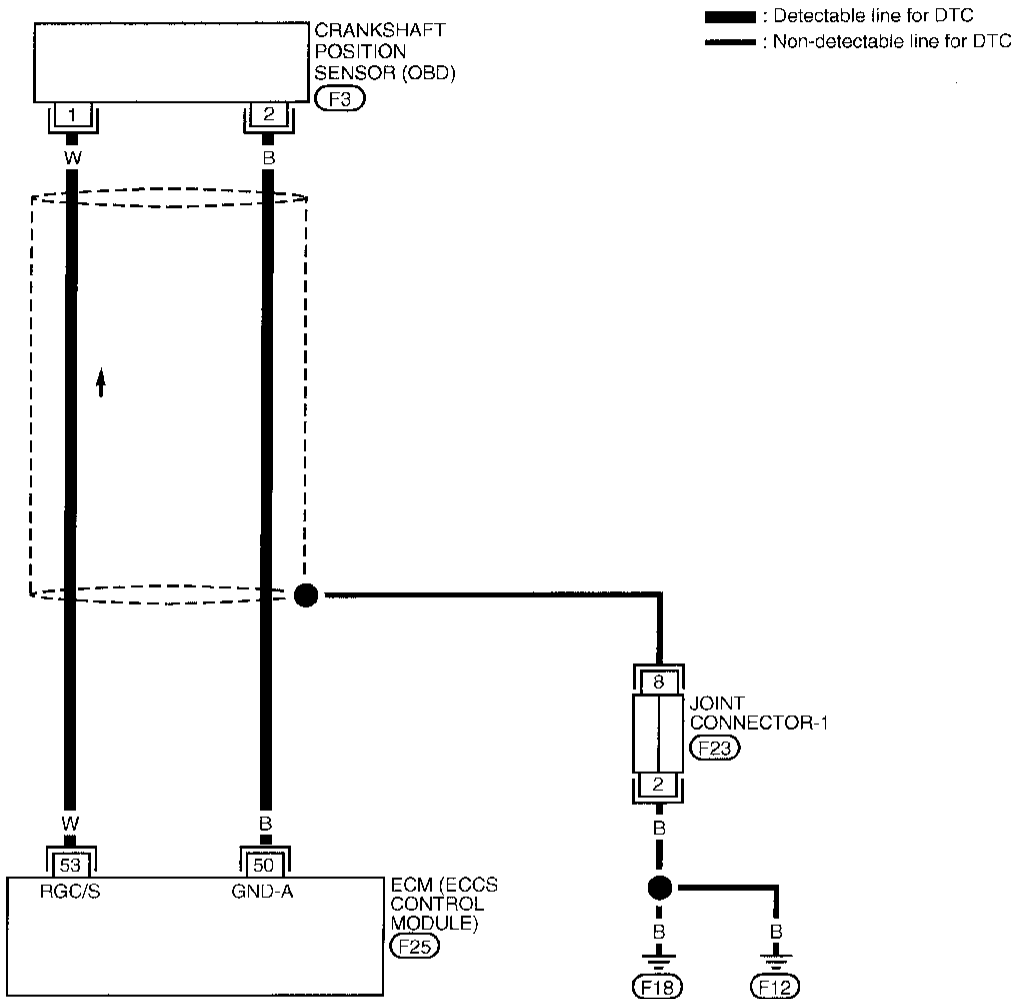 CRANKSHAFT
POSITION
SENSOR (OBD)
F3
: Detectable line for DTC
: Non-detectable line for DTC
1
2
W
B
8
JOINT
CONNECTOR-1
F23
2
W
B
B
53
50
RGC/S
GND-A
ECM (ECCS
CONTROL
MODULE)
F25
B
B
F18
F12